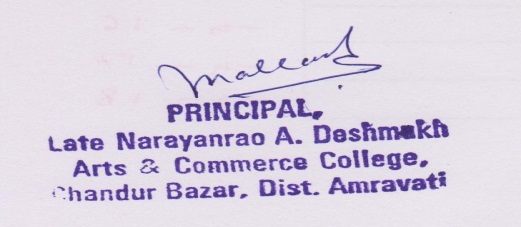 PRINCIPAL,
Late Narayanrao A. Deshmukh
Arts & Commerce College,
Chandur Bazar, Dist. Amravati